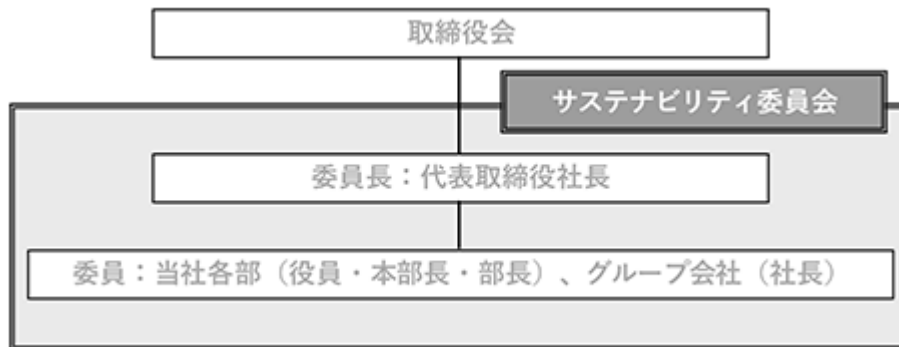 取締役会
サステナビリティ委員会
委員長：代表取締役社長
委員：当社各部（役員・本部長・部長）、グループ会社（社長）